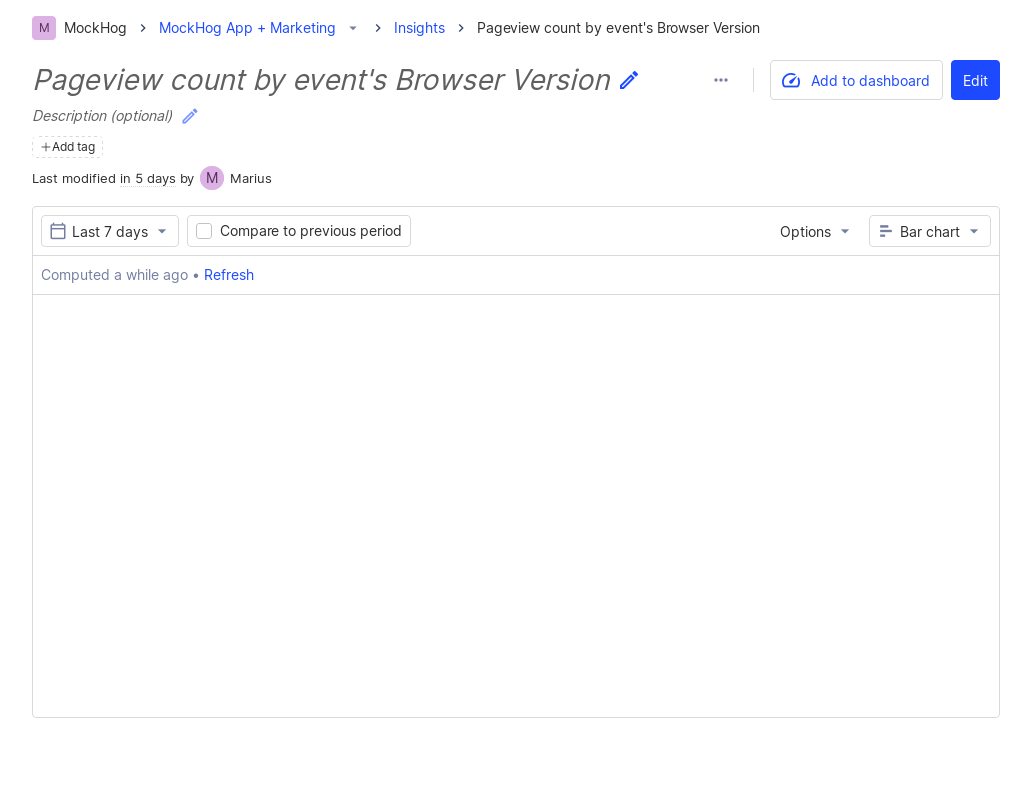 M MockHog MockHog App + Marketing Insights Pageview count by event's Browser Version
Pageview count by event's Browser Version
Add to dashboard
Edit
Description (optional)
Add tag
Last modified in 5 days by M Marius
Last 7 days Compare to previous period Options Bar chart
Computed a while ago • Refresh